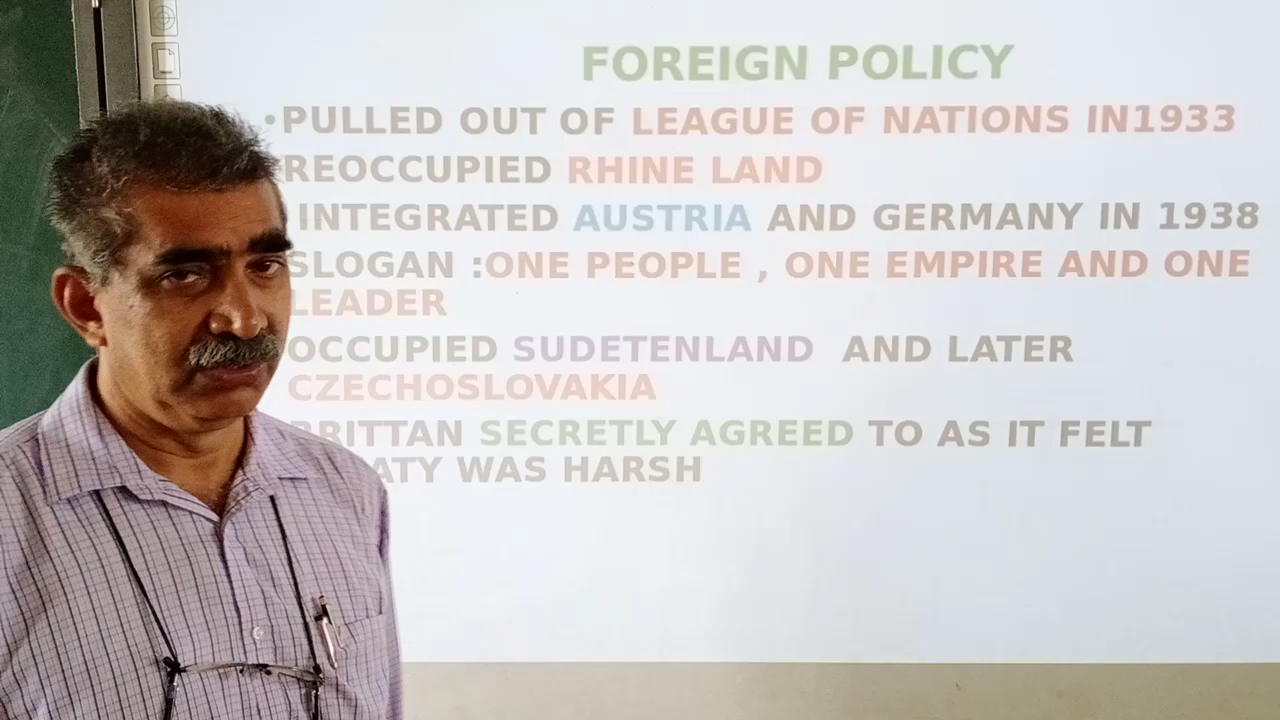 FOREIGN POLICY
•PULLED OUT OF LEAGUE OF NATIONS IN1933
REOCCUPIED RHINE LAND
INTEGRATED AUSTRIA AND GERMANY IN 1938
SLOGAN :ONE PEOPLE , ONE EMPIRE AND ONE
LEADER
OCCUPIED SUDETENLAND AND LATER
CZECHOSLOVAKIA
BRITTAN SECRETLY AGREED TO AS IT FELT
WAS HARSH